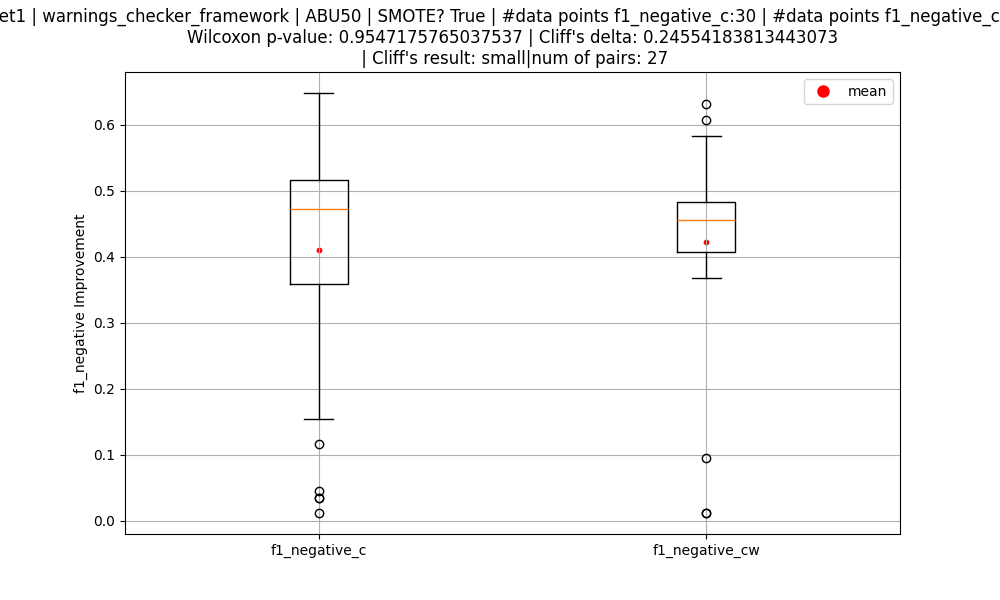 et1 | warnings_checker_framework | ABU50 | SMOTE? True | #data points f1_negative_c:30 | #data points f1_negative_c
Wilcoxon p-value: 0.9547175765037537 | Cliff's delta: 0.24554183813443073
| Cliff's result: small|num of pairs: 27
mean
f1_negative Improvement
0.6
0.5
0.4
0.3
0.2
0.1
0.0
f1_negative_c
f1_negative_cw